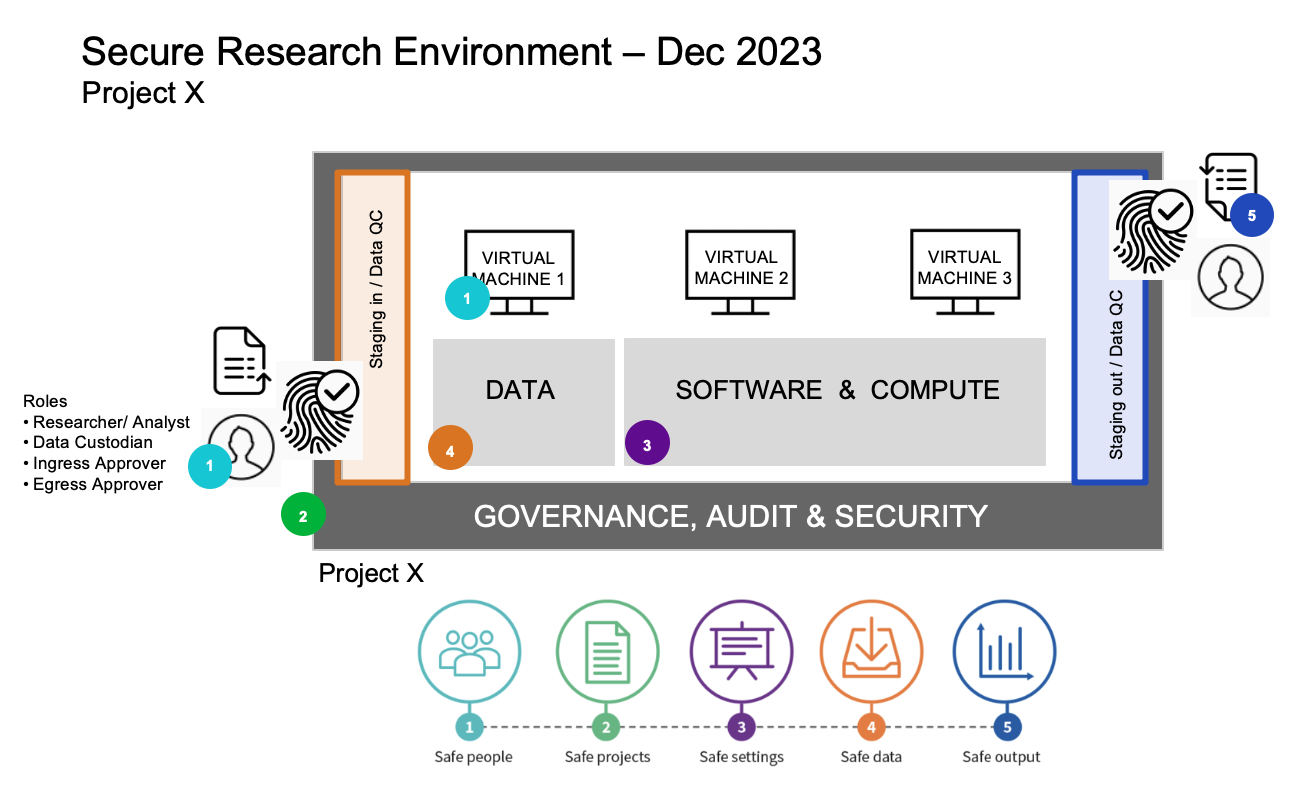 Secure Research Environment – Dec 2023
Project X
Staging in / Data QC
VIRTUAL
MACHINE 1
1
VIRTUAL
MACHINE 2
VIRTUAL
MACHINE 3
Staging out / Data QC
5
DATA
4
SOFTWARE & COMPUTE
3
Roles
• Researcher/ Analyst
• Data Custodian
• Ingress Approver
• Egress Approver
1
2
GOVERNANCE, AUDIT & SECURITY
Project X
1 2 3 4 5
Safe people Safe projects Safe settings Safe data Safe output